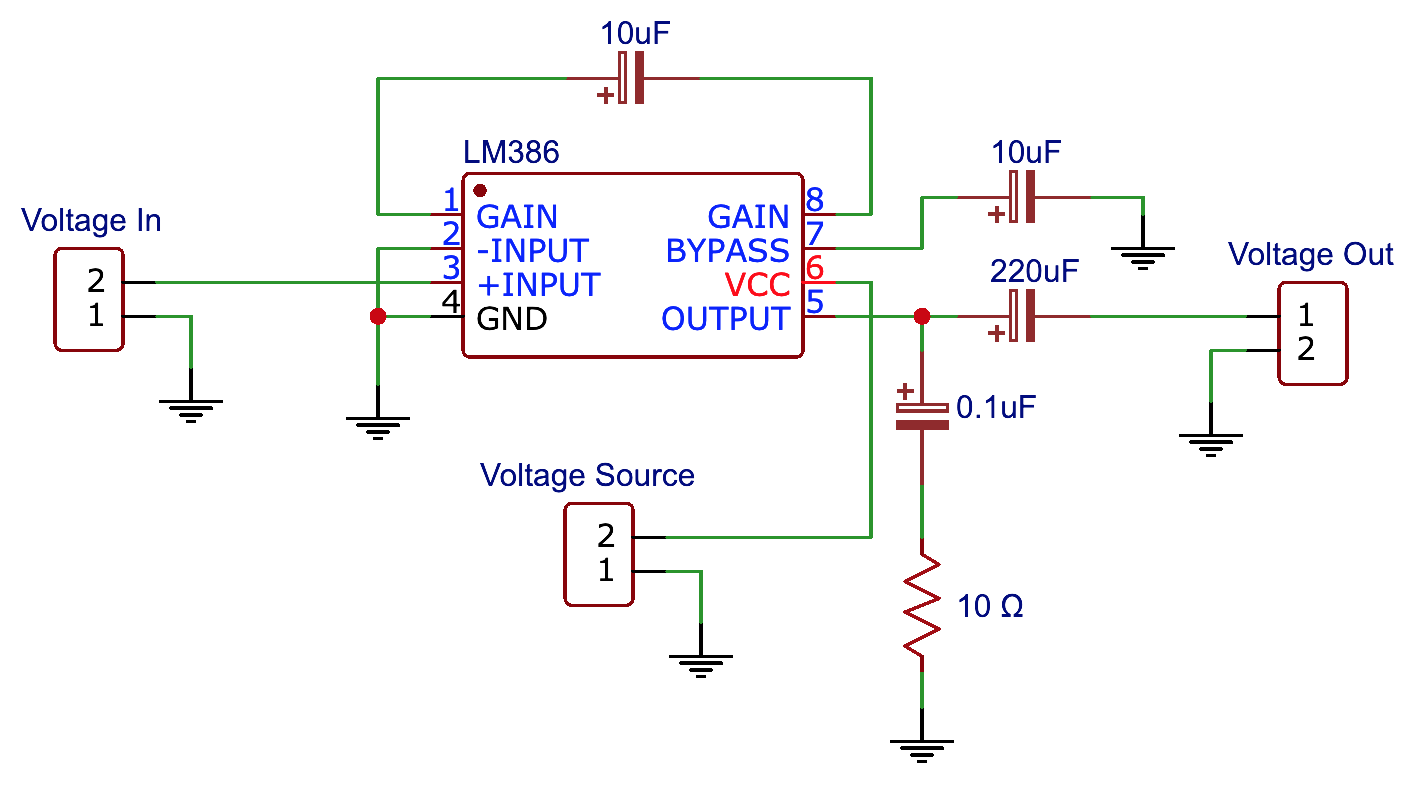 10uF
LM386
10uF
1 GAIN GAIN 8
2 -INPUT BYPASS 7
3 +INPUT VCC 6
4 GND OUTPUT 5
Voltage In
2
1
220uF
Voltage Out
1
2
+
+
+
+
0.1uF
Voltage Source
2
1
10 Ω